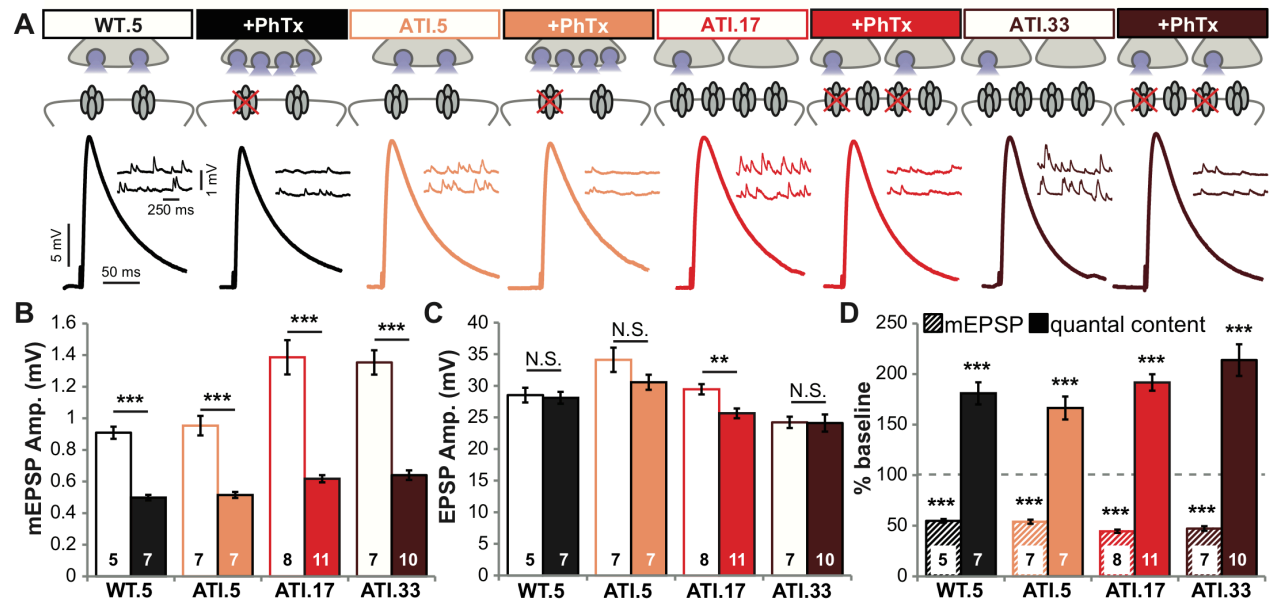 A WT.5 +PhTx ATI.5 +PhTx ATI.17 +PhTx ATI.33 +PhTx
1 mV
250 ms
5 mV
50 ms
B
mEPSP Amp. (mV)
1.6
1.4
1.2
1
0.8
0.6
0.4
0.2
0
*** *** *** ***
5 7 7 7 8 11 7 10
WT.5 ATI.5 ATI.17 ATI.33
C
EPSP Amp. (mV)
40
35
30
25
20
15
10
5
0
N.S. N.S. ** N.S.
5 7 7 7 8 11 7 10
WT.5 ATI.5 ATI.17 ATI.33
D
mEPSP quantal content
% baseline
250
200
150
100
50
0
*** *** *** ***
*** *** *** ***
5 7 7 7 8 11 7 10
WT.5 ATI.5 ATI.17 ATI.33